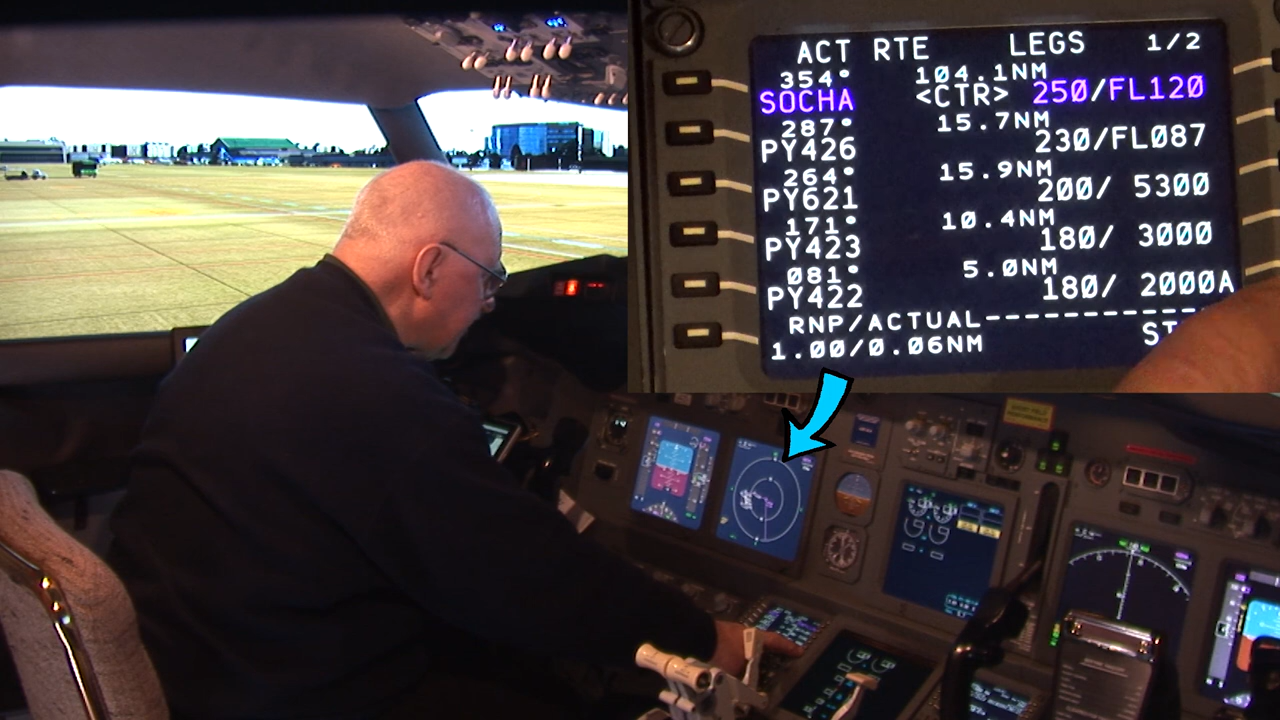 ACT RTE LEGS 1/2
354° 104.1NM
SOCHA <CTR> 250/FL120
287° 15.7NM
PY426 230/FL087
264° 15.9NM
PY621 200/ 5300
171° 10.4NM
PY423 180/ 3000
081° 5.0NM
PY422 180/ 2000A
RNP/ACTUAL------------
1.00/0.06NM